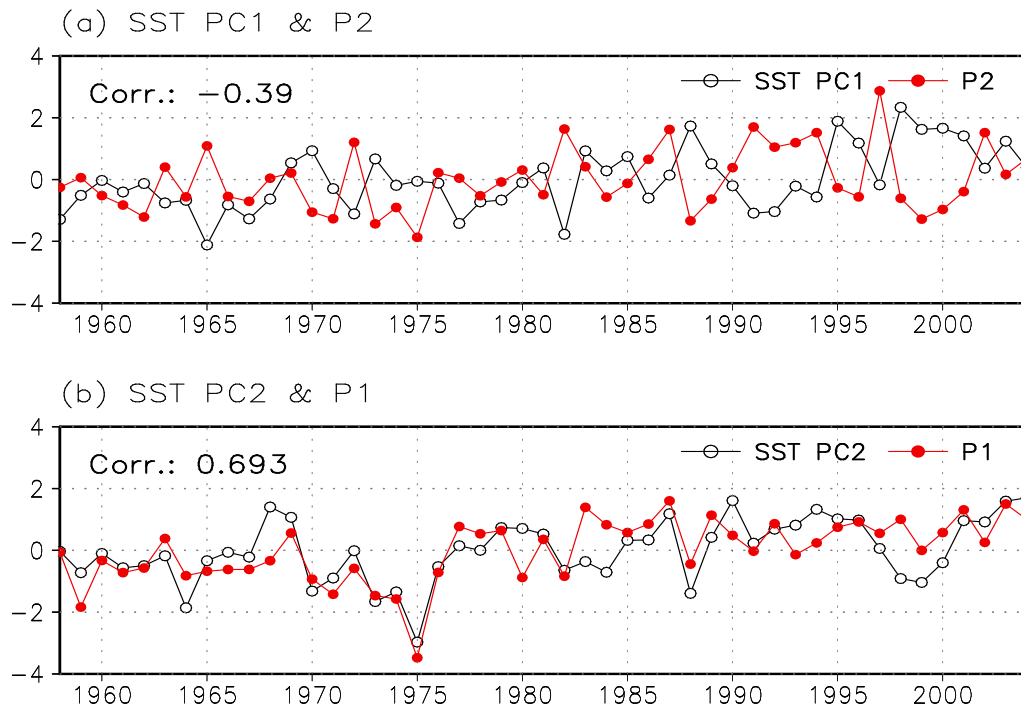 (a) SST PC1 & P2
4
Corr.: −0.39
SST PC1
P2
2
0
−2
−4
1960 1965 1970 1975 1980 1985 1990 1995 2000
(b) SST PC2 & P1
4
Corr.: 0.693
SST PC2
P1
2
0
−2
−4
1960 1965 1970 1975 1980 1985 1990 1995 2000